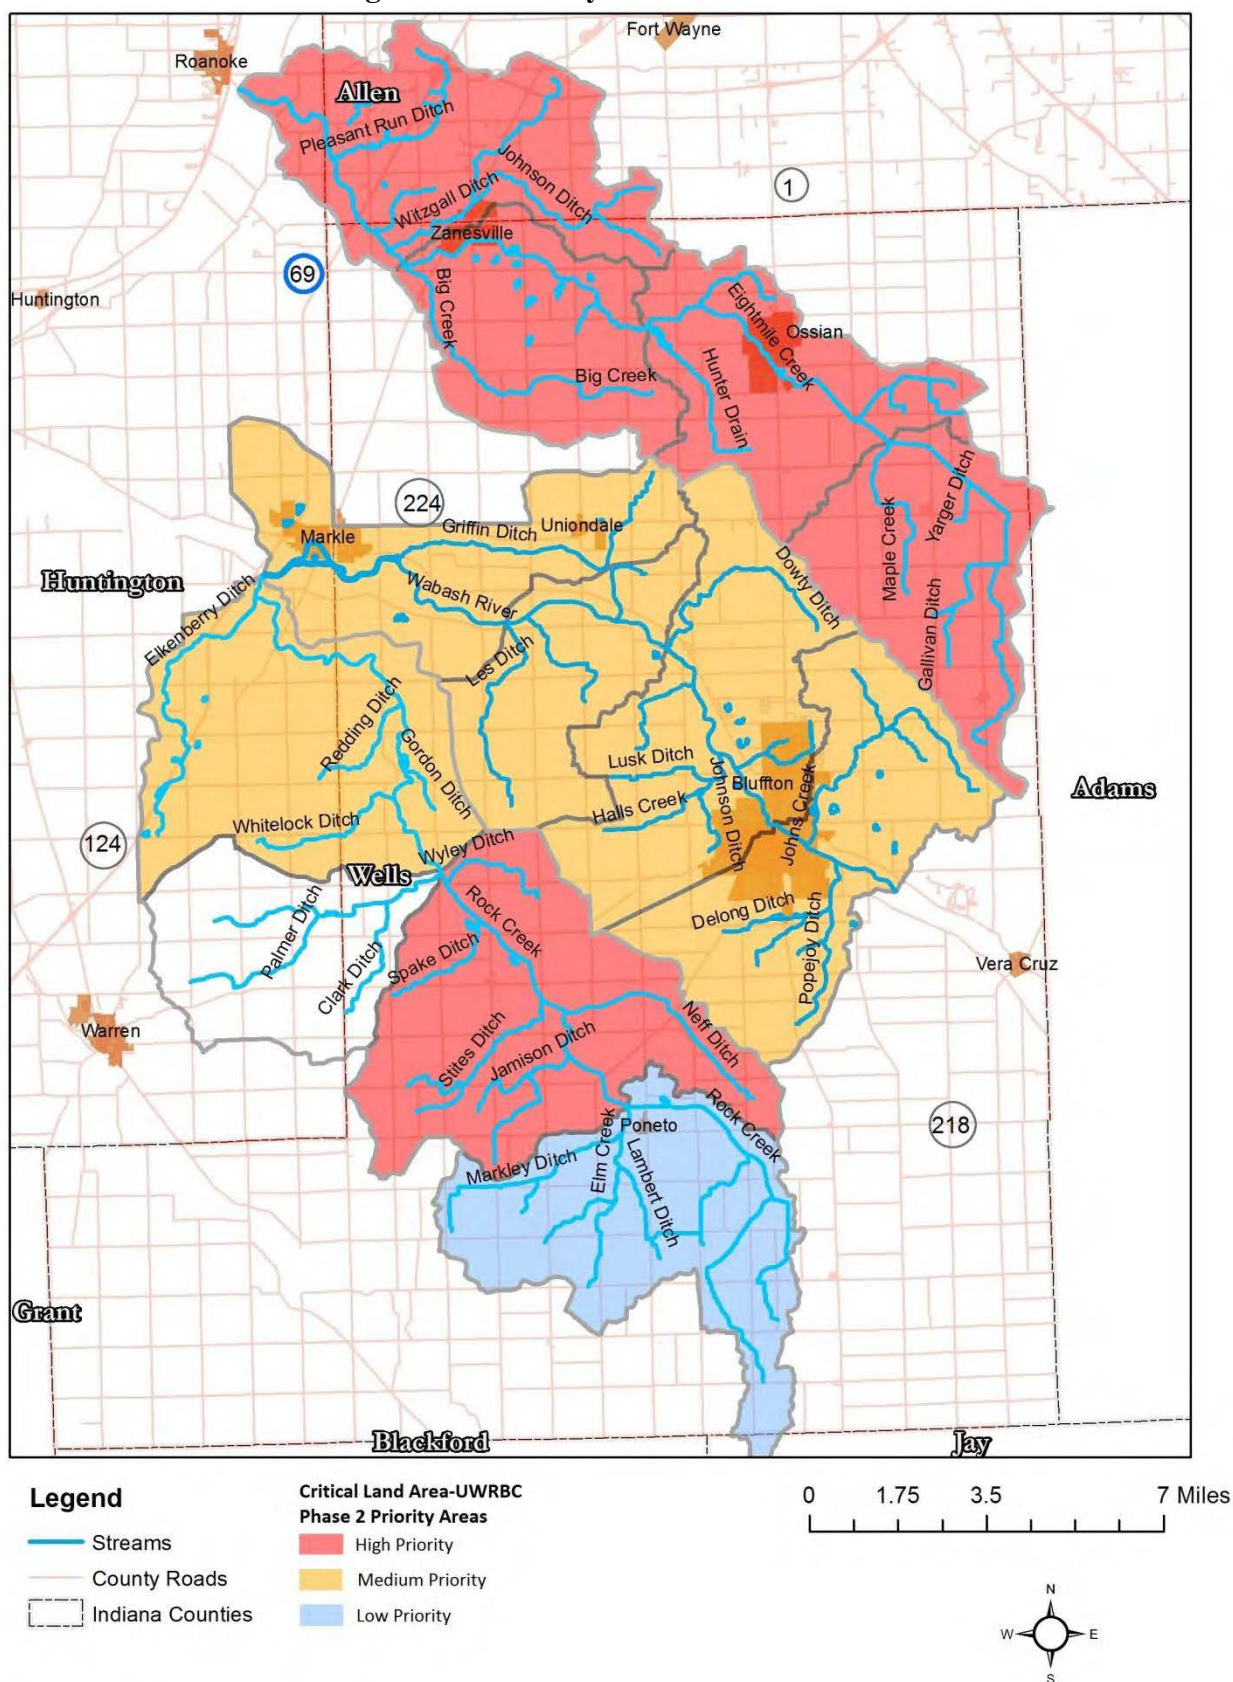 Fort Wayne
Roanoke
Allen
Pleasant Run Ditch
Johnson Ditch
1
Witzgall Ditch
Zanesville
69
Big Creek
Huntington
Eightmile Creek
Ossian
Hunter Drain
Big Creek
224
Griffin Ditch
Uniondale
Markle
Yarger Ditch
Maple Creek
Huntington
Elkenberry Ditch
Wabash River
Dowty Ditch
Les Ditch
Gallivan Ditch
Redding Ditch
Gordon Ditch
Lusk Ditch
Johnson Ditch
Bluffton
Adams
Halls Creek
Johns Creek
Whitelock Ditch
124
Wyley Ditch
Wells
Rock Creek
Delong Ditch
Popejoy Ditch
Palmer Ditch
Clark Ditch
Spake Ditch
Vera Cruz
Warren
Stites Ditch
Jamison Ditch
Neff Ditch
Rock Creek
218
Poneto
Elm Creek
Markley Ditch
Lambert Ditch
Grant
Blackford
Jay
Legend
Streams
County Roads
Indiana Counties
Critical Land Area-UWRBC
Phase 2 Priority Areas
High Priority
Medium Priority
Low Priority
0 1.75 3.5 7 Miles
N
W E
S